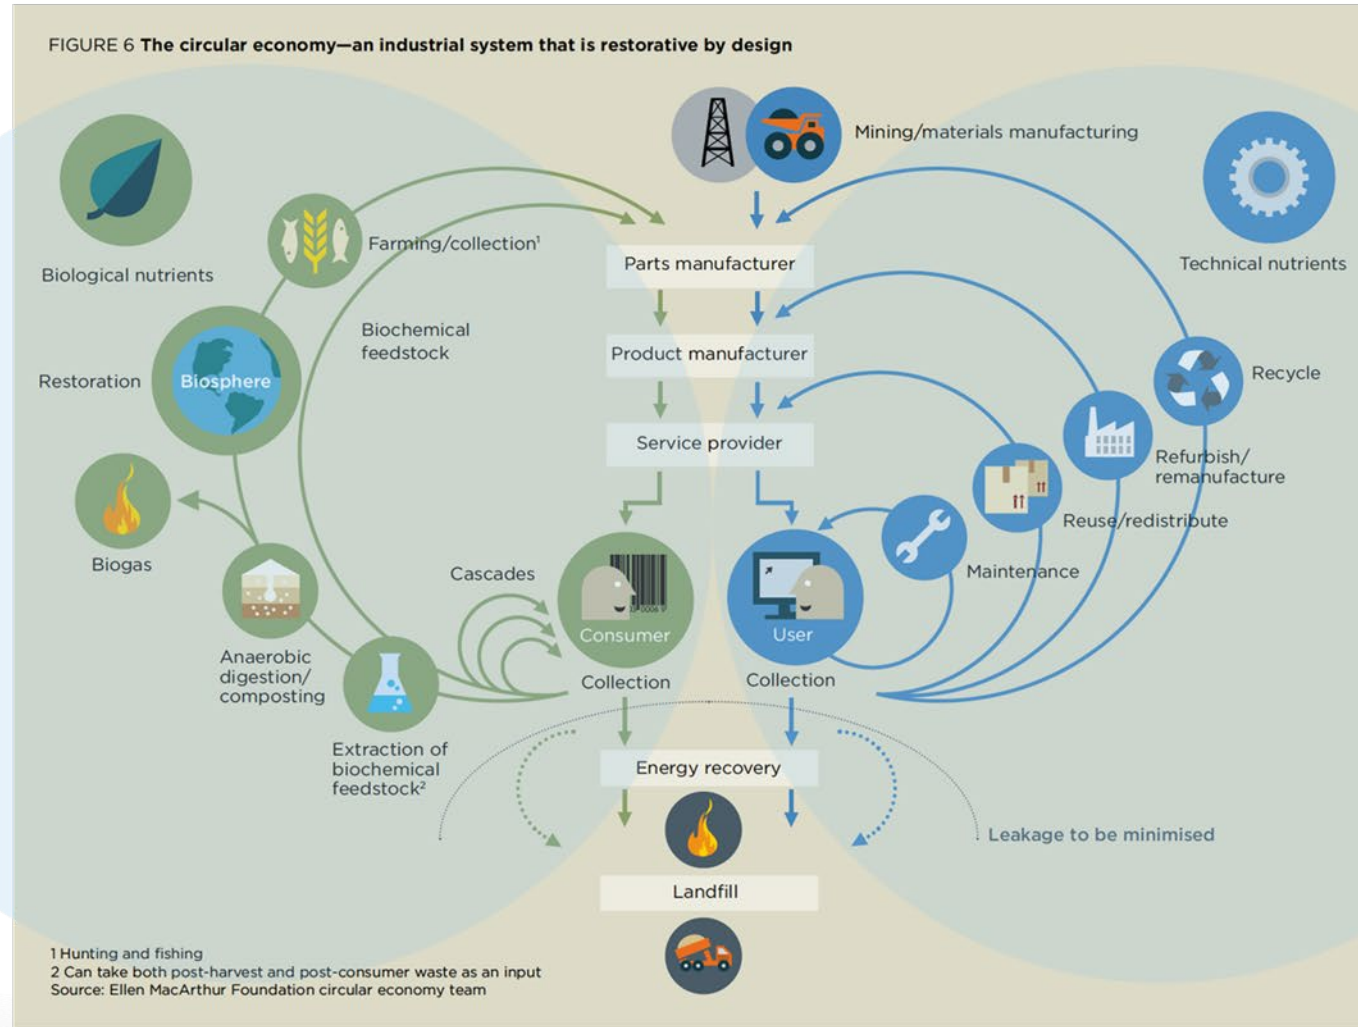 FIGURE 6 The circular economy—an industrial system that is restorative by design
Mining/materials manufacturing
Biological nutrients
Farming/collection¹
Technical nutrients
Parts manufacturer
Biochemical
feedstock
Product manufacturer
Restoration
Biosphere
Recycle
Service provider
Refurbish/
remanufacture
Reuse/redistribute
Biogas
Cascades
Maintenance
Consumer
User
Anaerobic
digestion/
composting
Collection
Collection
Extraction of
biochemical
feedstock²
Energy recovery
Leakage to be minimised
Landfill
1 Hunting and fishing
2 Can take both post-harvest and post-consumer waste as an input
Source: Ellen MacArthur Foundation circular economy team